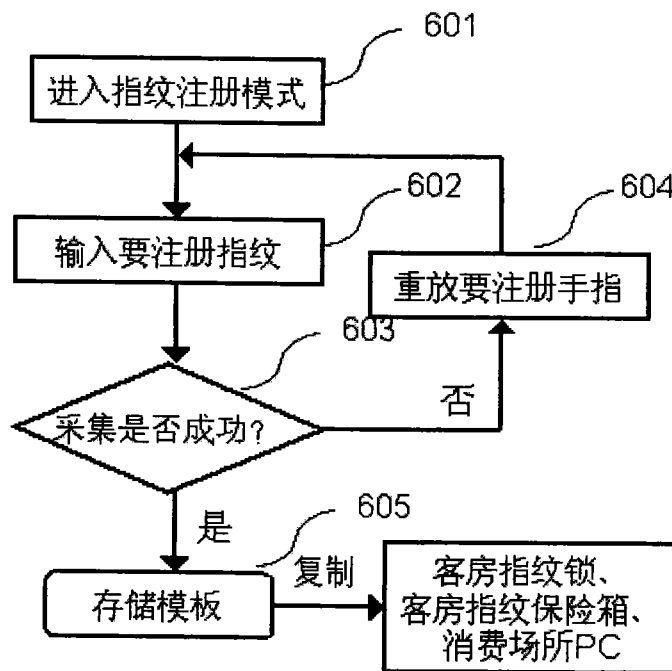 601
进入指纹注册模式
602
604
输入要注册指纹
重放要注册手指
603
采集是否成功?
否
是
605
存储模板
复制
客房指纹锁、
客房指纹保险箱、
消费场所PC